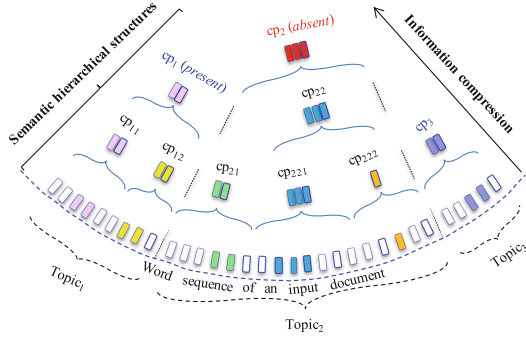 Semantic hierarchical structures
Information compression
cp₂ (absent)
cp₁ (present)
cp₂₂
cp₁₁
cp₁₂
cp₂₁
cp₂₂₁
cp₂₂₂
cp₃
Word sequence of an input document
Topic₁
Topic₂
Topic₃